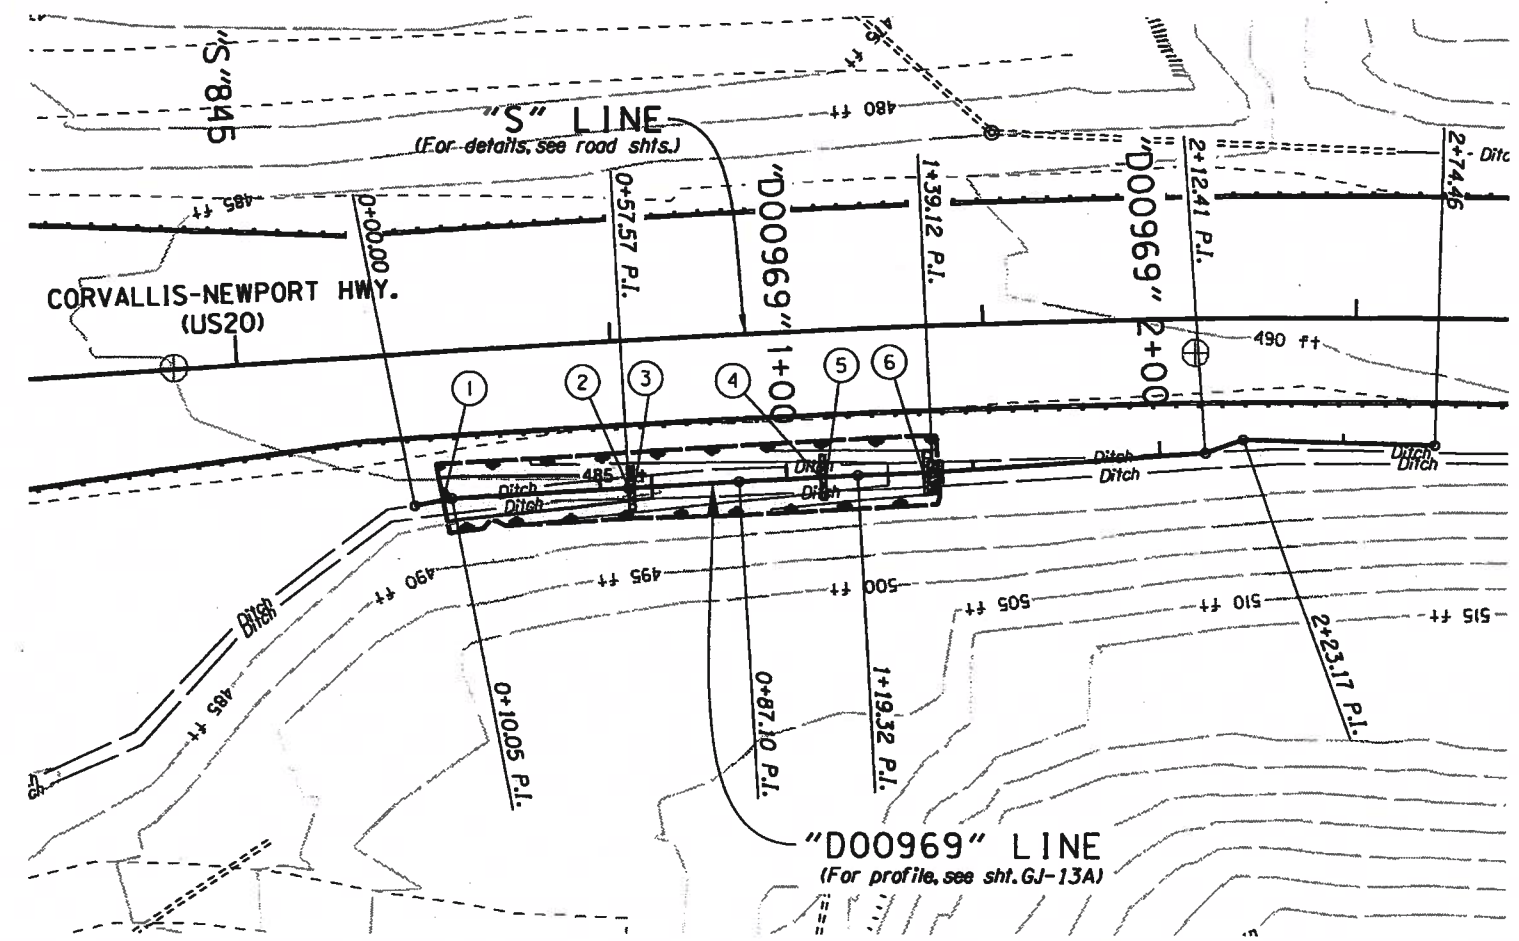 "S" 845
45
ft
480 ft
"S" LINE
(For details, see road shts.)
Ditc
485
ft
0+00.00
0+57.57 P.I.
"D00969" 1+00
1+39.12 P.I.
"D00969" 2+00
2+12.41 P.I.
2+74.46
CORVALLIS-NEWPORT HWY.
(US20)
490 ft
1
2
3
4
5
6
485
Ditch
Ditch
Ditch
Ditch
Ditch
Ditch
Ditch
Ditch
490 ft
495 ft
500 ft
505 ft
510 ft
515 ft
Ditch
Ditch
485 ft
0+10.05 P.I.
0+87.10 P.I.
1+19.32 P.I.
2+23.17 P.I.
"D00969" LINE
(For profile, see sht. GJ-13A)